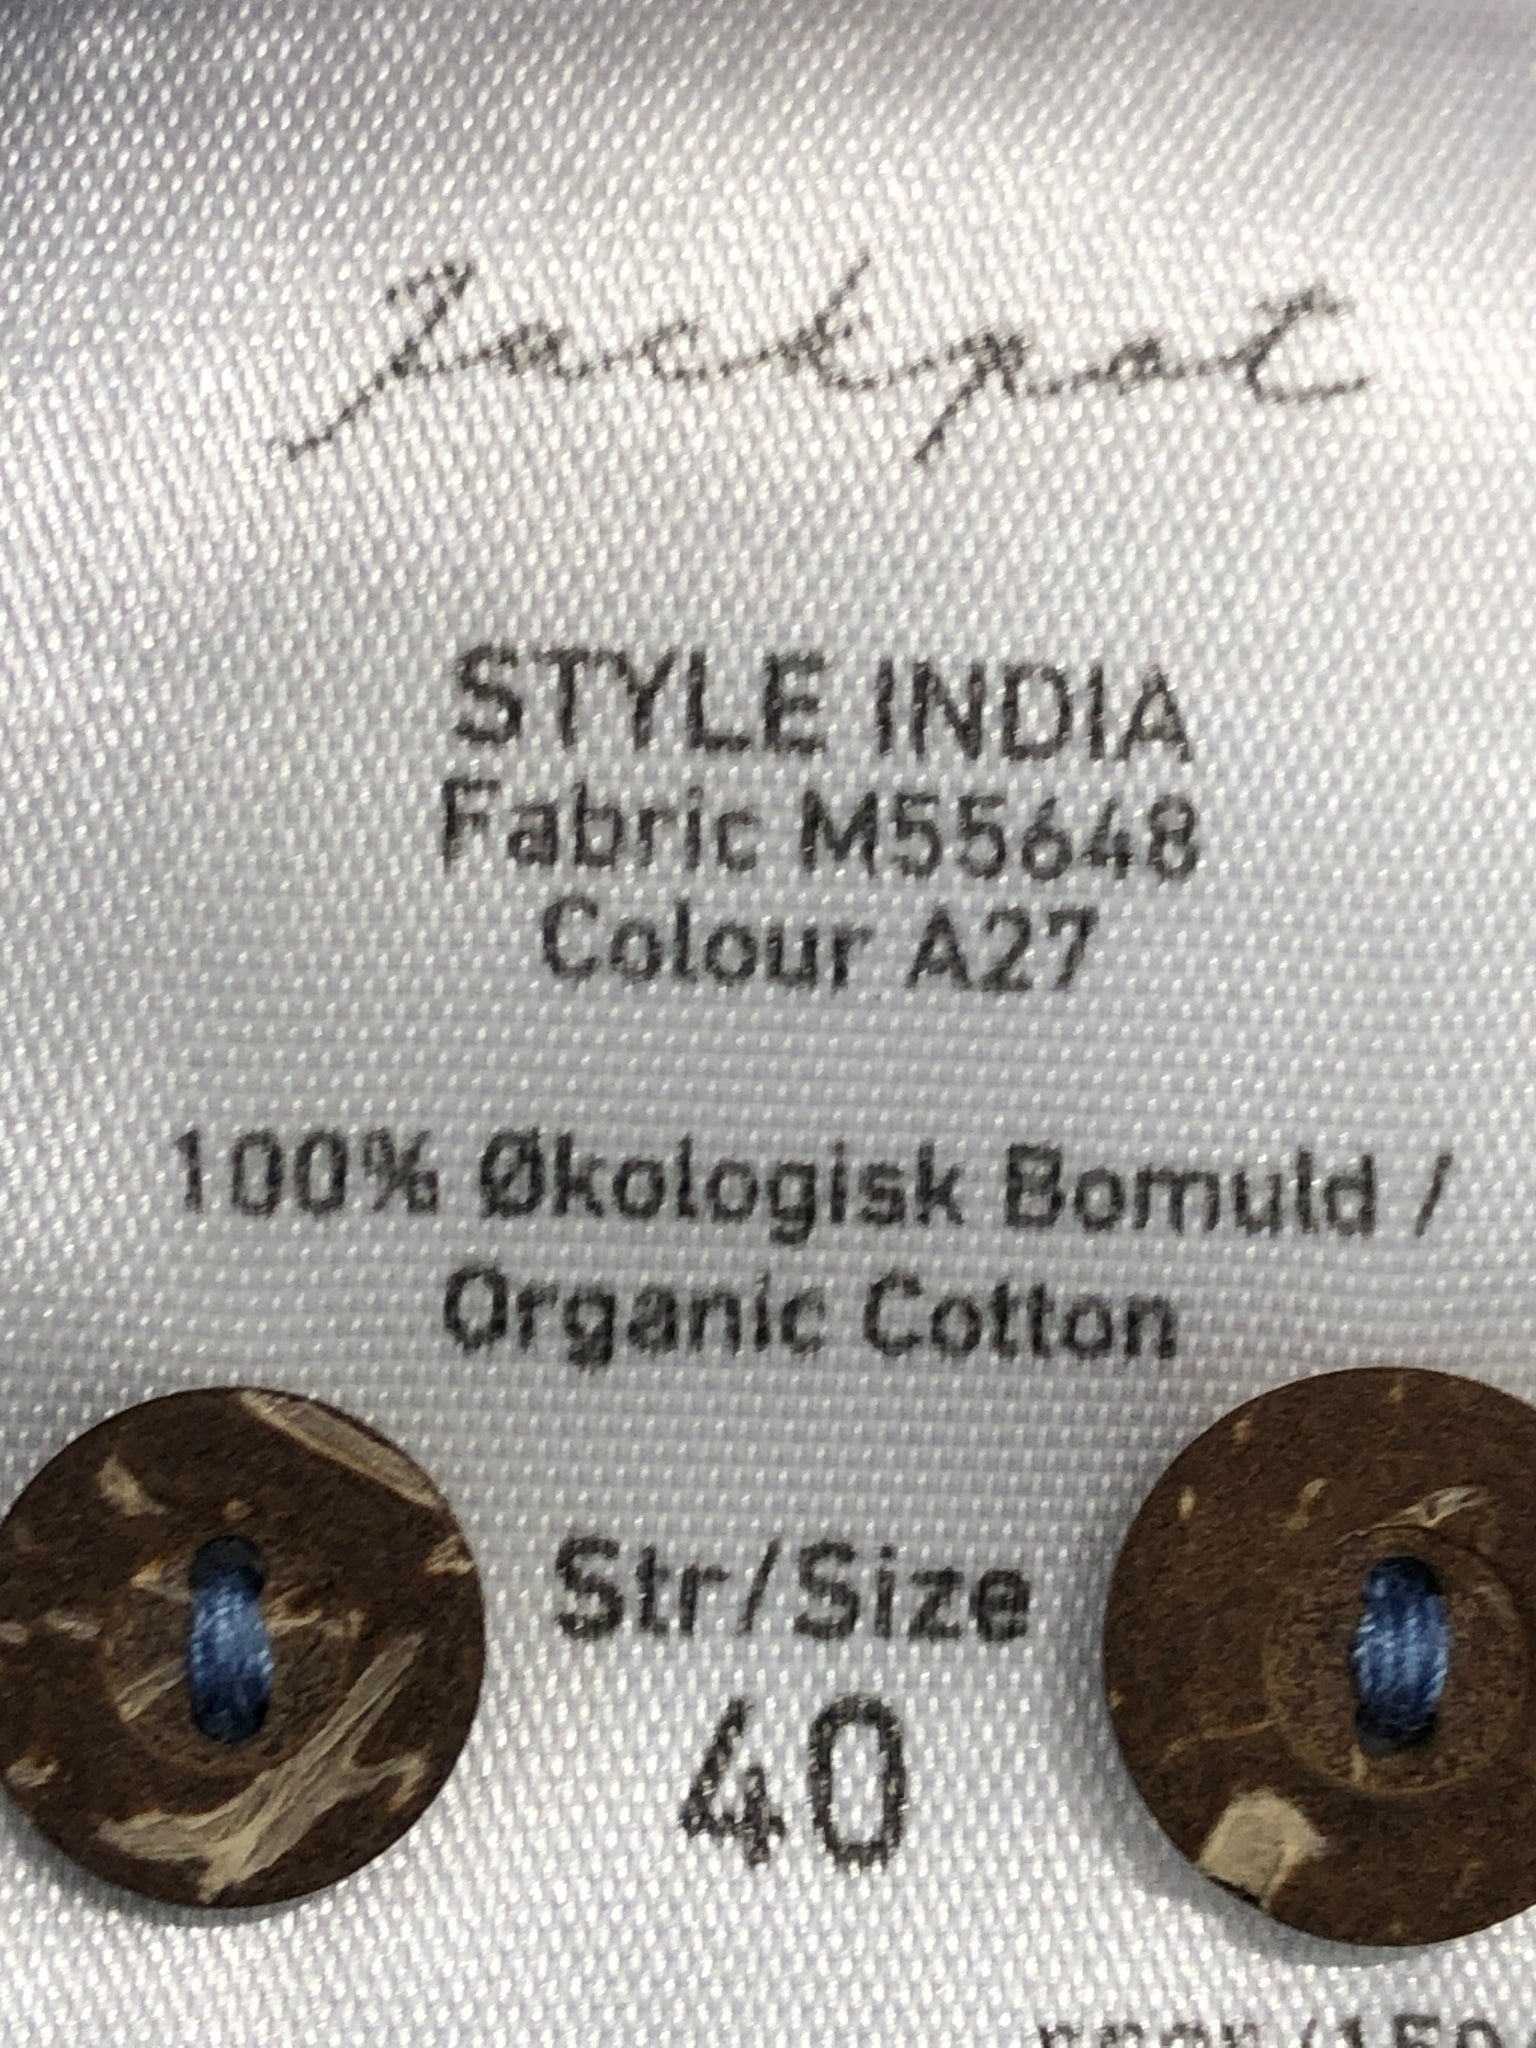 Jackpot
STYLE INDIA
Fabric M55648
Colour A27
100% Økologisk Bomuld /
Organic Cotton
Str/Size
40